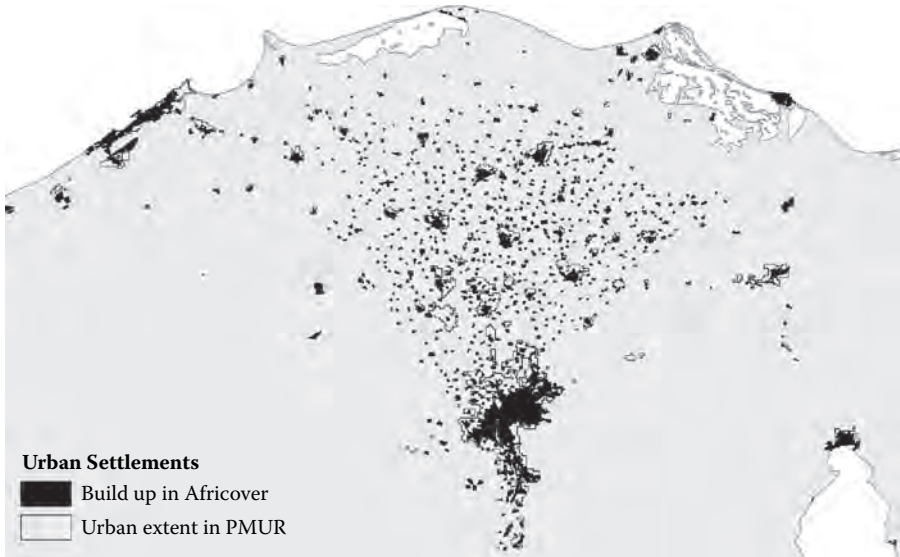 Urban Settlements
Build up in Africover
Urban extent in PMUR